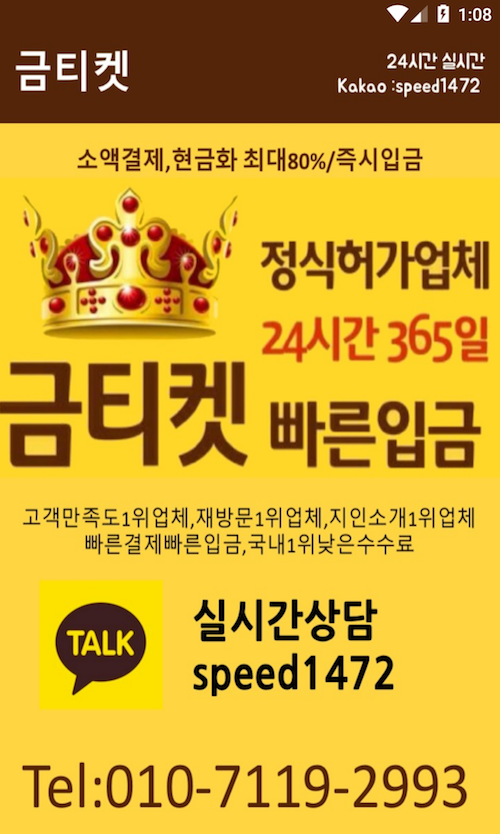 1:08
금티켓
24시간 실시간
Kakao :speed1472
소액결제,현금화 최대80%/즉시입금
정식허가업체
24시간 365일
금티켓 빠른입금
고객만족도1위업체,재방문1위업체,지인소개1위업체
빠른결제빠른입금,국내1위낮은수수료
TALK
실시간상담
speed1472
Tel:010-7119-2993